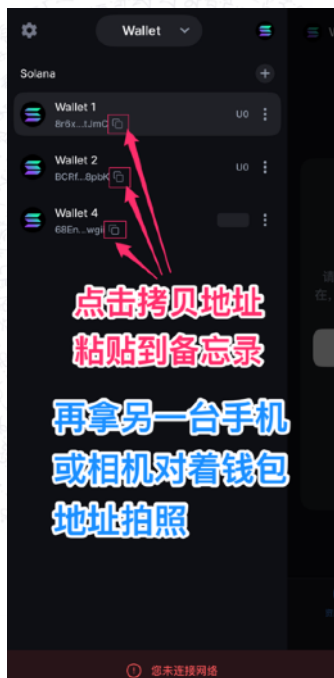 Wallet
Solana
Wallet 1
8r6x...tJmC
U0
Wallet 2
BCRf...8pbK
U0
Wallet 4
68En...wgii
点击拷贝地址
粘贴到备忘录
再拿另一台手机
或相机对着钱包
地址拍照
您未连接网络